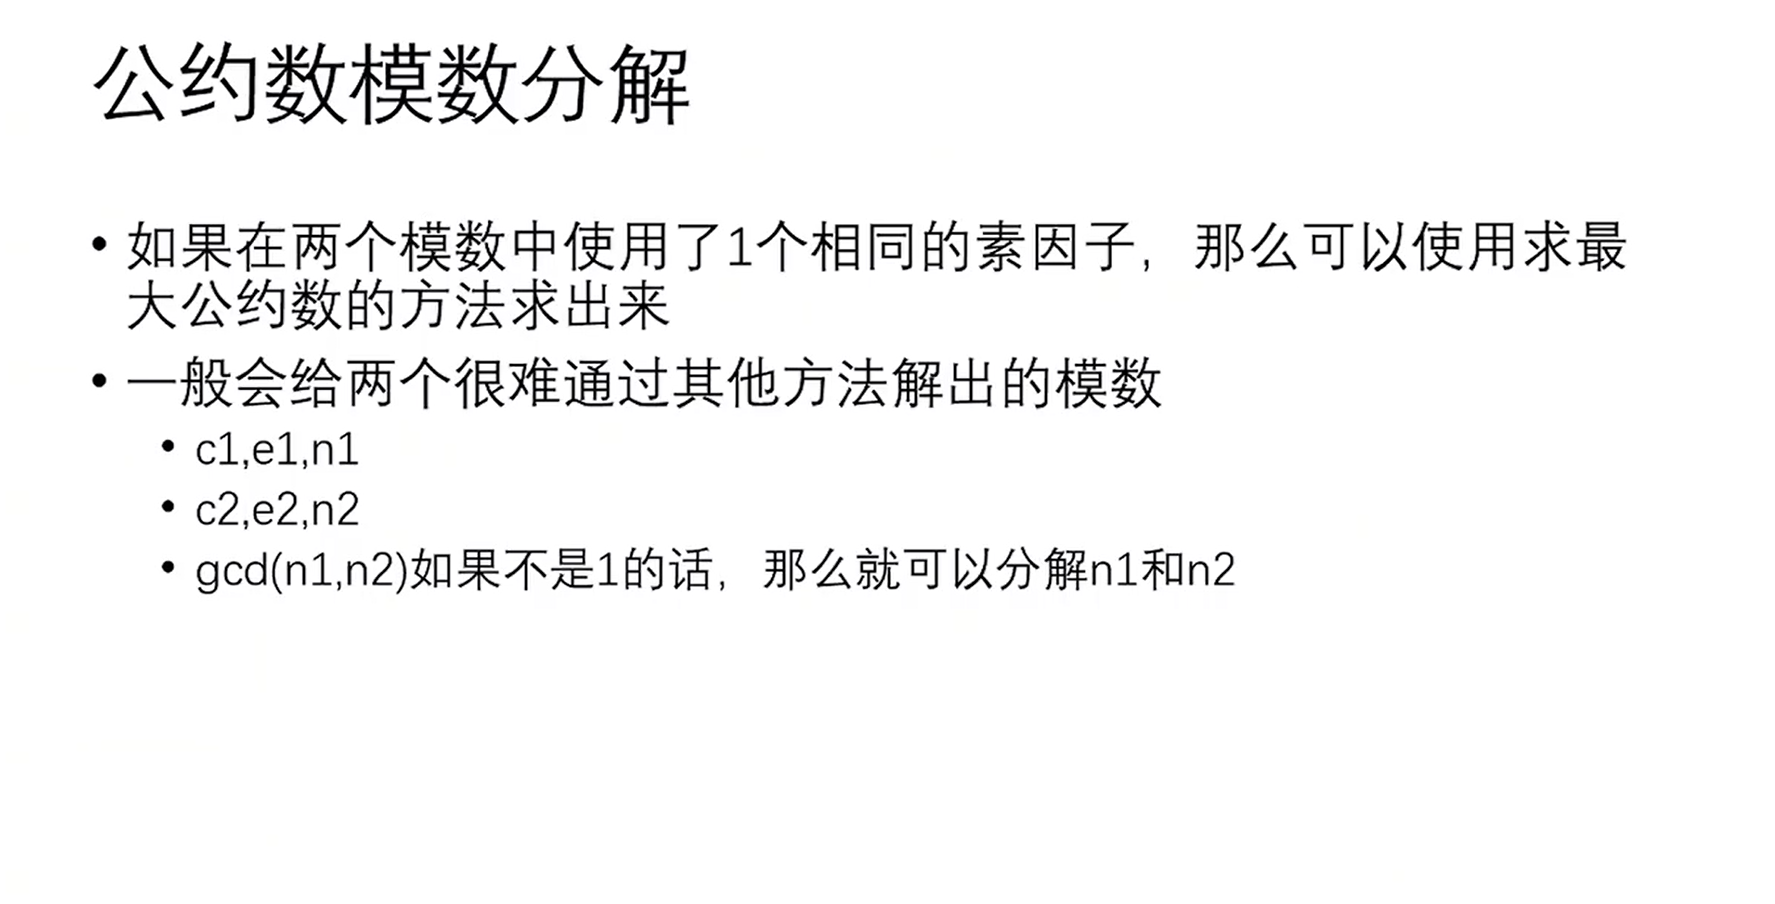 公约数模数分解
• 如果在两个模数中使用了1个相同的素因子，那么可以使用求最
大公约数的方法求出来
• 一般会给两个很难通过其他方法解出的模数
• c1,e1,n1
• c2,e2,n2
• gcd(n1,n2)如果不是1的话，那么就可以分解n1和n2